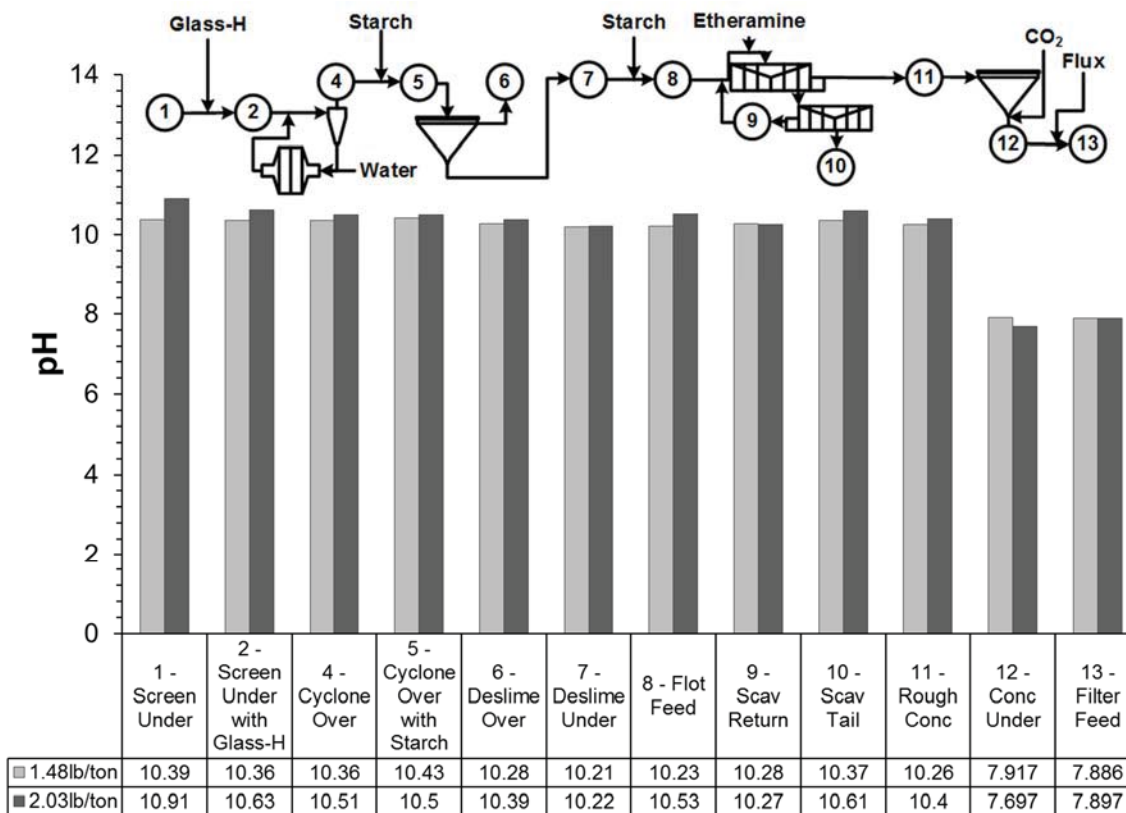 Glass-H
Starch
Starch
Etheramine
CO₂
Flux
1
2
4
5
6
7
8
9
10
11
12
13
Water
pH
14
12
10
8
6
4
2
0
1 -
Screen
Under
2 -
Screen
Under
with
Glass-H
4 -
Cyclone
Over
5 -
Cyclone
Over
with
Starch
6 -
Deslime
Over
7 -
Deslime
Under
8 - Flot
Feed
9 -
Scav
Return
10 -
Scav
Tail
11 -
Rough
Conc
12 -
Conc
Under
13 -
Filter
Feed
1.48lb/ton 10.39 10.36 10.36 10.43 10.28 10.21 10.23 10.28 10.37 10.26 7.917 7.886
2.03lb/ton 10.91 10.63 10.51 10.5 10.39 10.22 10.53 10.27 10.61 10.4 7.697 7.897